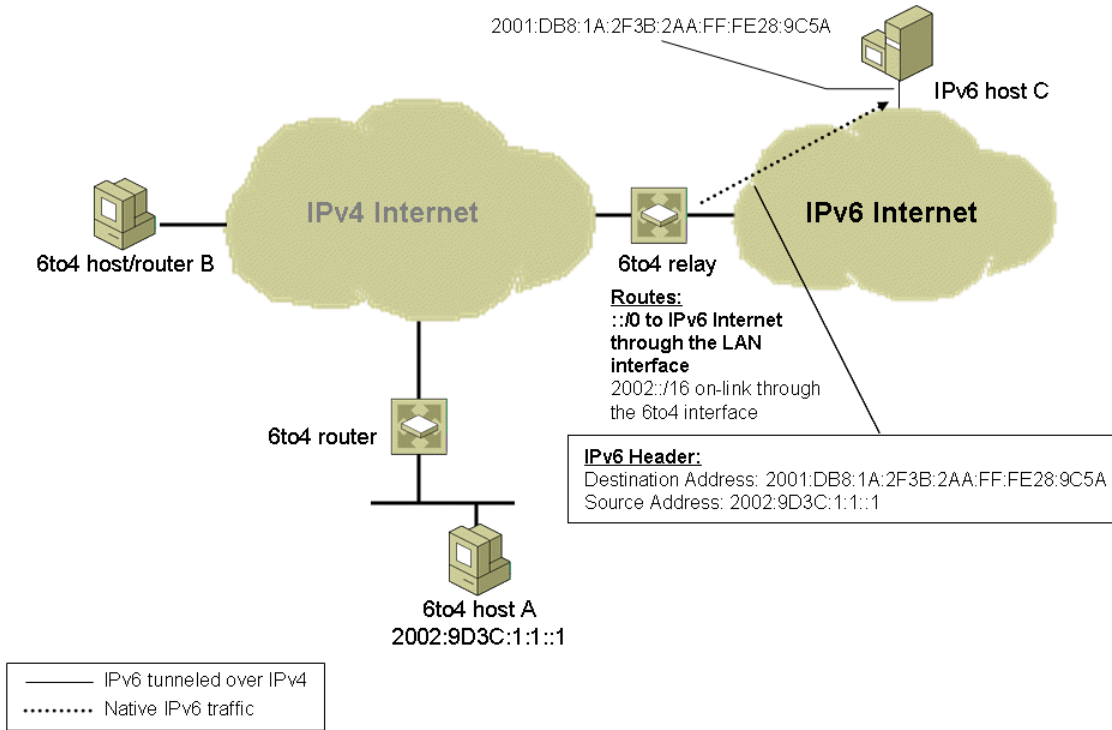 2001:DB8:1A:2F3B:2AA:FF:FE28:9C5A
IPv6 host C
IPv4 Internet
IPv6 Internet
6to4 host/router B
6to4 relay
Routes:
::/0 to IPv6 Internet
through the LAN
interface
2002::/16 on-link through
the 6to4 interface
6to4 router
IPv6 Header:
Destination Address: 2001:DB8:1A:2F3B:2AA:FF:FE28:9C5A
Source Address: 2002:9D3C:1:1::1
6to4 host A
2002:9D3C:1:1::1
IPv6 tunneled over IPv4
Native IPv6 traffic